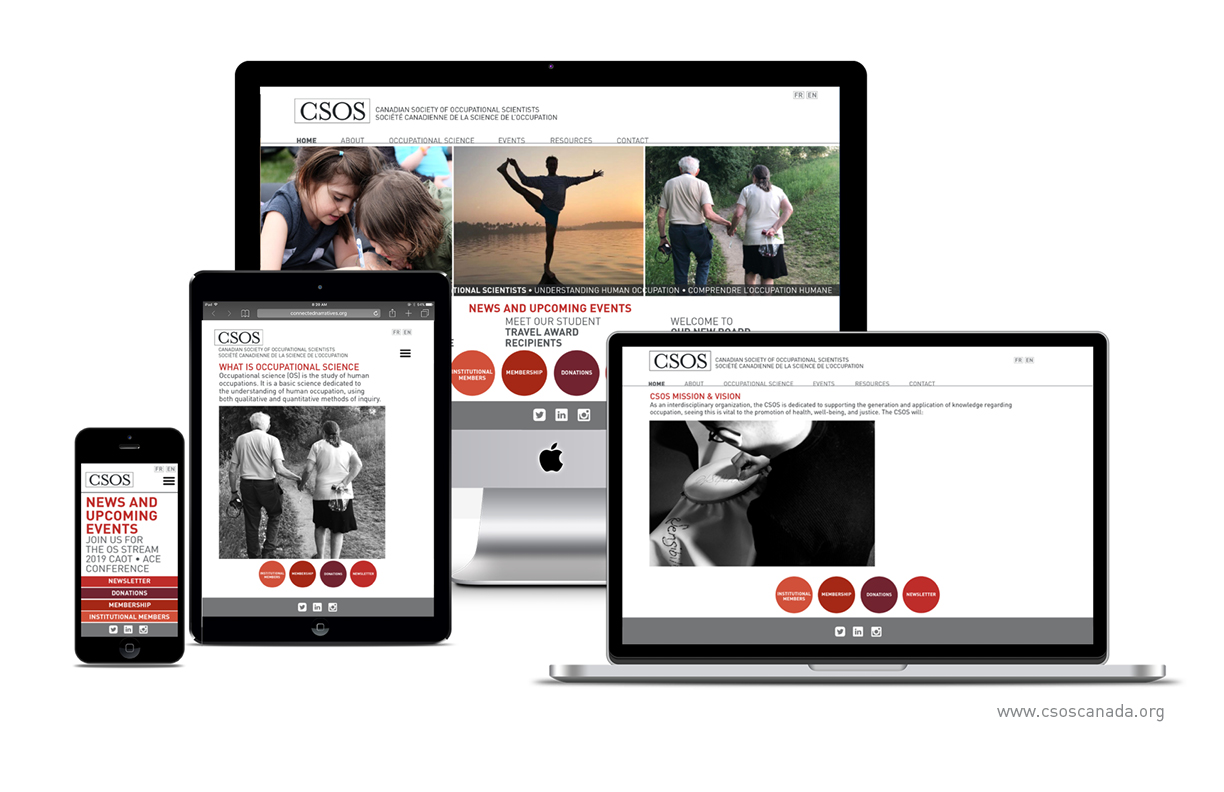 FR EN
CSOS
CANADIAN SOCIETY OF OCCUPATIONAL SCIENTISTS
SOCIÉTÉ CANADIENNE DE LA SCIENCE DE L'OCCUPATION
HOME ABOUT OCCUPATIONAL SCIENCE EVENTS RESOURCES CONTACT
SCIENTISTS • UNDERSTANDING HUMAN OCCUPATION • COMPRENDRE L'OCCUPATION HUMAINE
NEWS AND UPCOMING EVENTS
MEET OUR STUDENT
TRAVEL AWARD
RECIPIENTS
WELCOME TO
OUR NEW BOARD
INSTITUTIONAL
MEMBERS
MEMBERSHIP
DONATIONS
iPad
8:20 AM
connectednarratives.org
CSOS
FR EN
CANADIAN SOCIETY OF OCCUPATIONAL SCIENTISTS
SOCIÉTÉ CANADIENNE DE LA SCIENCE DE L'OCCUPATION
WHAT IS OCCUPATIONAL SCIENCE
Occupational science (OS) is the study of human
occupations. It is a basic science dedicated to
the understanding of human occupation, using
both qualitative and quantitative methods of inquiry.
INSTITUTIONAL
MEMBERS
MEMBERSHIP
DONATIONS
NEWSLETTER
FR EN
CSOS
NEWS AND
UPCOMING
EVENTS
JOIN US FOR
THE OS STREAM
2019 CAOT • ACE
CONFERENCE
NEWSLETTER
DONATIONS
MEMBERSHIP
INSTITUTIONAL MEMBERS
CSOS
CANADIAN SOCIETY OF OCCUPATIONAL SCIENTISTS
SOCIÉTÉ CANADIENNE DE LA SCIENCE DE L'OCCUPATION
FR EN
HOME ABOUT OCCUPATIONAL SCIENCE EVENTS RESOURCES CONTACT
CSOS MISSION & VISION
As an interdisciplinary organization, the CSOS is dedicated to supporting the generation and application of knowledge regarding
occupation, seeing this is vital to the promotion of health, well-being, and justice. The CSOS will:
INSTITUTIONAL
MEMBERS
MEMBERSHIP
DONATIONS
NEWSLETTER
www.csoscanada.org